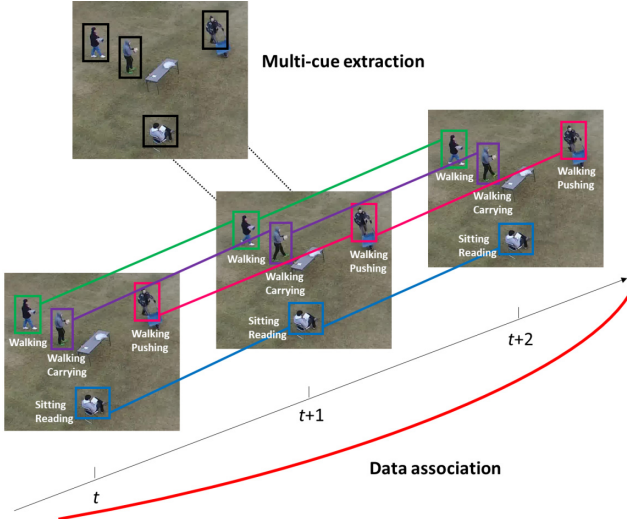 Multi-cue extraction
Walking
Walking
Carrying
Walking
Pushing
Sitting
Reading
Walking
Walking
Carrying
Walking
Pushing
Sitting
Reading
Walking
Walking
Carrying
Walking
Pushing
Sitting
Reading
t+2
t+1
t
Data association